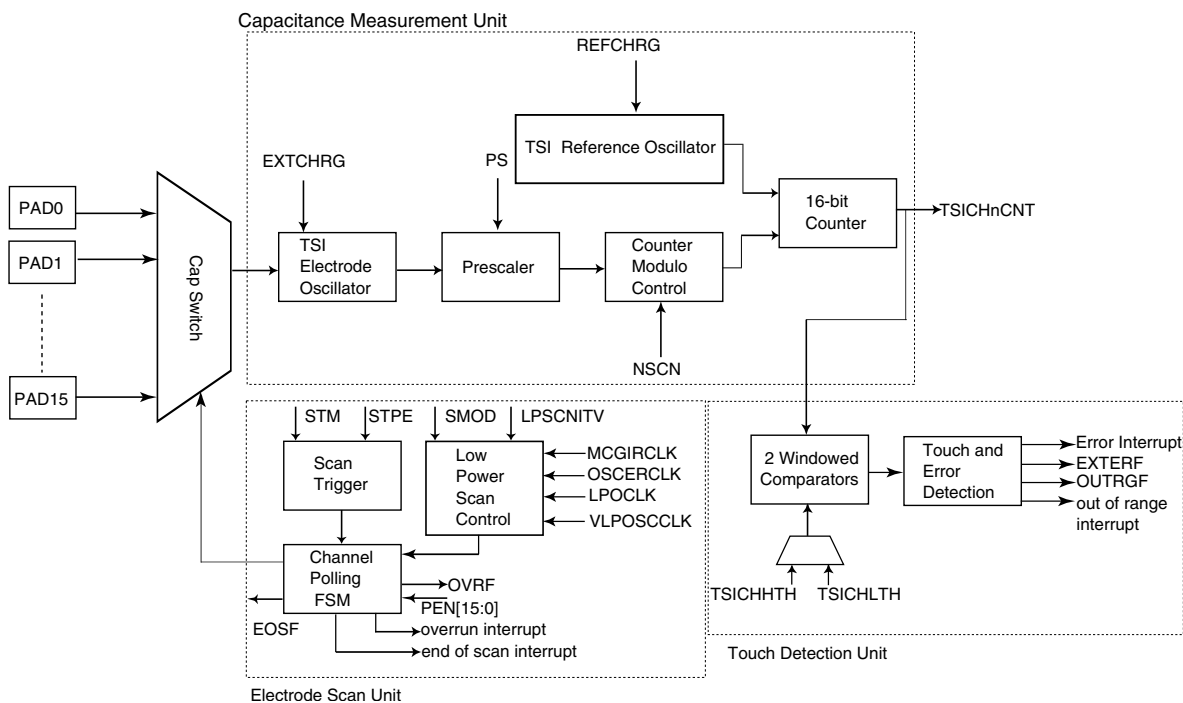 Capacitance Measurement Unit
REFCHRG
TSI Reference Oscillator
EXTCHRG
PS
PAD0
PAD1
PAD15
Cap Switch
TSI
Electrode
Oscillator
Prescaler
Counter
Modulo
Control
16-bit
Counter
TSICHnCNT
NSCN
STM
STPE
SMOD
LPSCNITV
Scan
Trigger
Low
Power
Scan
Control
MCGIRCLK
OSCERCLK
LPOCLK
VLPOSCCLK
Channel
Polling
FSM
OVRF
PEN[15:0]
EOSF
overrun interrupt
end of scan interrupt
Electrode Scan Unit
2 Windowed
Comparators
Touch and
Error
Detection
Error Interrupt
EXTERF
OUTRGF
out of range
interrupt
TSICHHTH
TSICHLTH
Touch Detection Unit